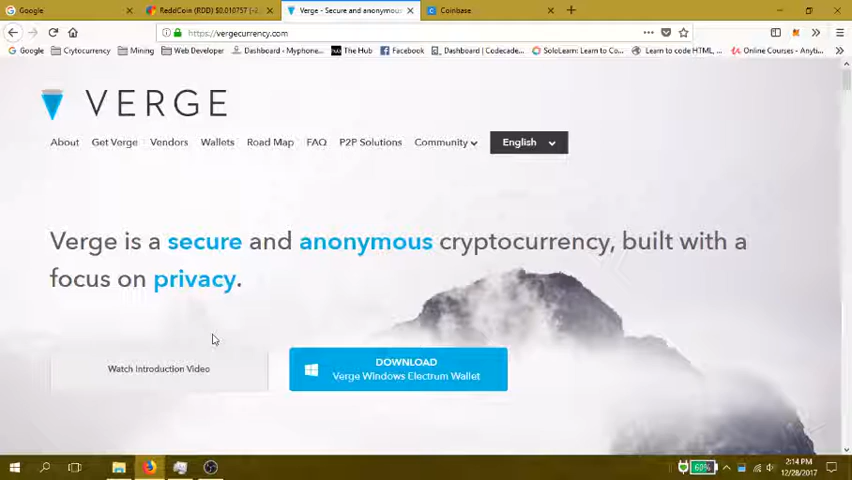 Google
ReddCoin (RDD) $0.010757 (-2
Verge - Secure and anonymous
Coinbase
https://vergecurrency.com
Google Crytocurrency Mining Web Developer Dashboard - Myphone... The Hub Facebook Dashboard | Codecade... SoloLearn: Learn to Co... Learn to code HTML, ... Online Courses - Anyti...
VERGE
About Get Verge Vendors Wallets Road Map FAQ P2P Solutions Community English
Verge is a secure and anonymous cryptocurrency, built with a
focus on privacy.
Watch Introduction Video
DOWNLOAD
Verge Windows Electrum Wallet
60%
2:14 PM
12/28/2017